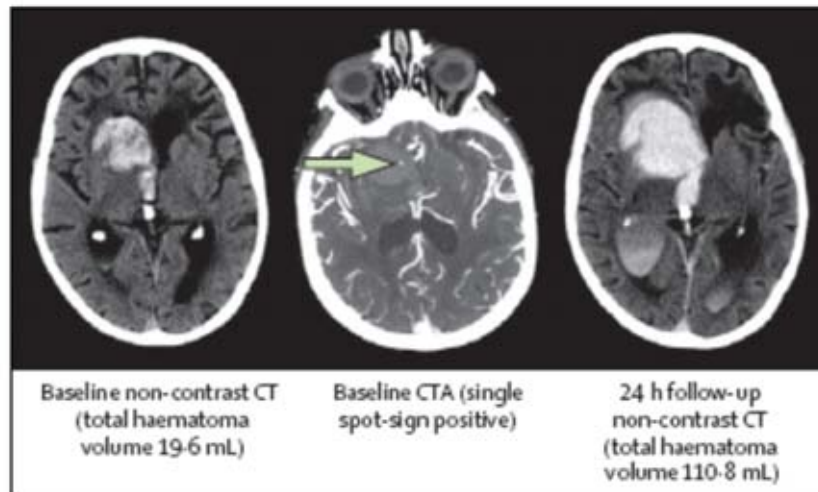 Baseline non-contrast CT
(total haematoma
volume 19·6 mL)
Baseline CTA (single
spot-sign positive)
24 h follow-up
non-contrast CT
(total haematoma
volume 110·8 mL)